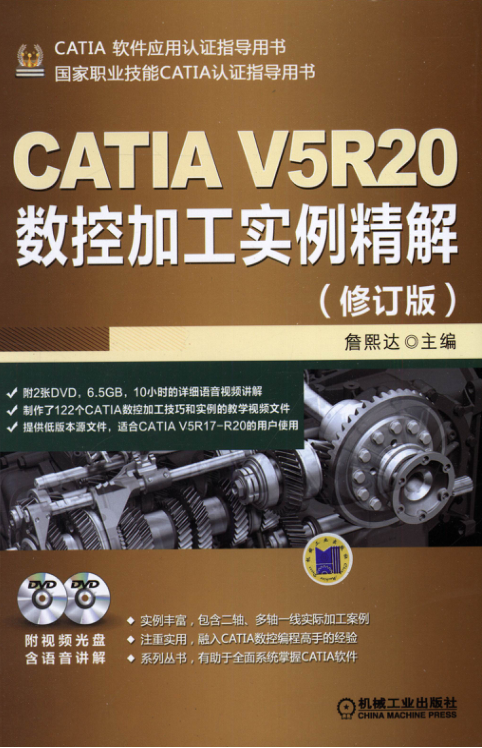 CATIA 软件应用认证指导用书
国家职业技能CATIA认证指导用书
CATIA V5R20
数控加工实例精解
（修订版）
詹熙达◎主编
✓ 附2张DVD，6.5GB，10小时的详细语音视频讲解
✓ 制作了122个CATIA数控加工技巧和实例的教学视频文件
✓ 提供低版本源文件，适合CATIA V5R17-R20的用户使用
DVD DVD
附视频光盘
含语音讲解
◆ 实例丰富，包含二轴、多轴一线实际加工案例
◆ 注重实用，融入CATIA数控编程高手的经验
◆ 系列丛书，有助于全面系统掌握CATIA软件
机械工业出版社
CHINA MACHINE PRESS